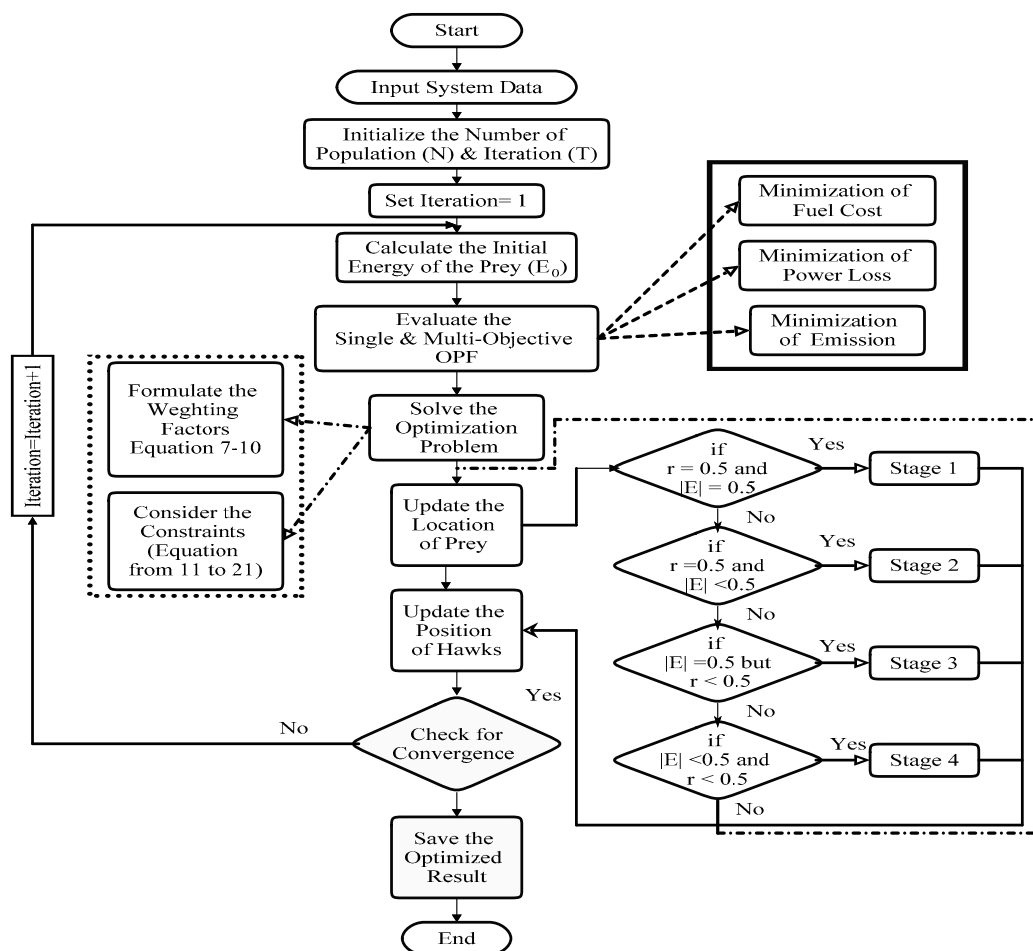 Start
Input System Data
Initialize the Number of
Population (N) & Iteration (T)
Set Iteration= 1
Calculate the Initial
Energy of the Prey (E₀)
Evaluate the
Single & Multi-Objective
OPF
Minimization of
Fuel Cost
Minimization of
Power Loss
Minimization
of Emission
Iteration=Iteration+1
Formulate the
Weghting
Factors
Equation 7-10
Consider the
Constraints
(Equation
from 11 to 21)
Solve the
Optimization
Problem
Update the
Location
of Prey
Update the
Position
of Hawks
Yes
No
Check for
Convergence
Save the
Optimized
Result
End
if
r = 0.5 and
|E| = 0.5
Yes
Stage 1
No
if
r =0.5 and
|E| <0.5
Yes
Stage 2
No
if
|E| =0.5 but
r < 0.5
Yes
Stage 3
No
if
|E| <0.5 and
r < 0.5
Yes
Stage 4
No